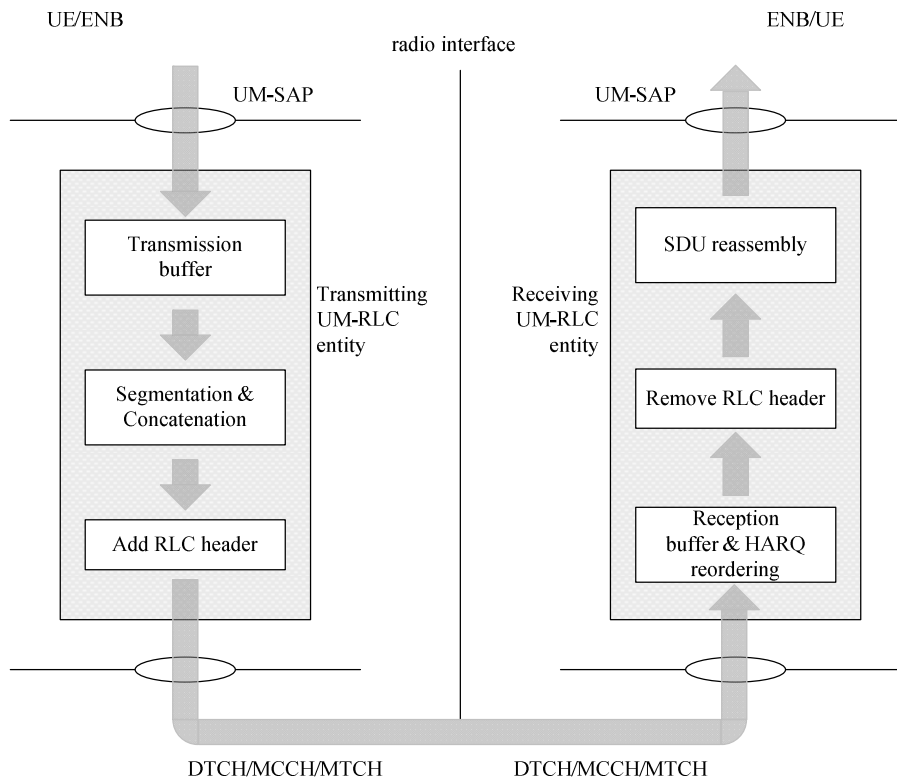 UE/ENB
ENB/UE
radio interface
UM-SAP
UM-SAP
Transmission
buffer
Segmentation &
Concatenation
Add RLC header
Transmitting
UM-RLC
entity
Receiving
UM-RLC
entity
SDU reassembly
Remove RLC header
Reception
buffer & HARQ
reordering
DTCH/MCCH/MTCH
DTCH/MCCH/MTCH